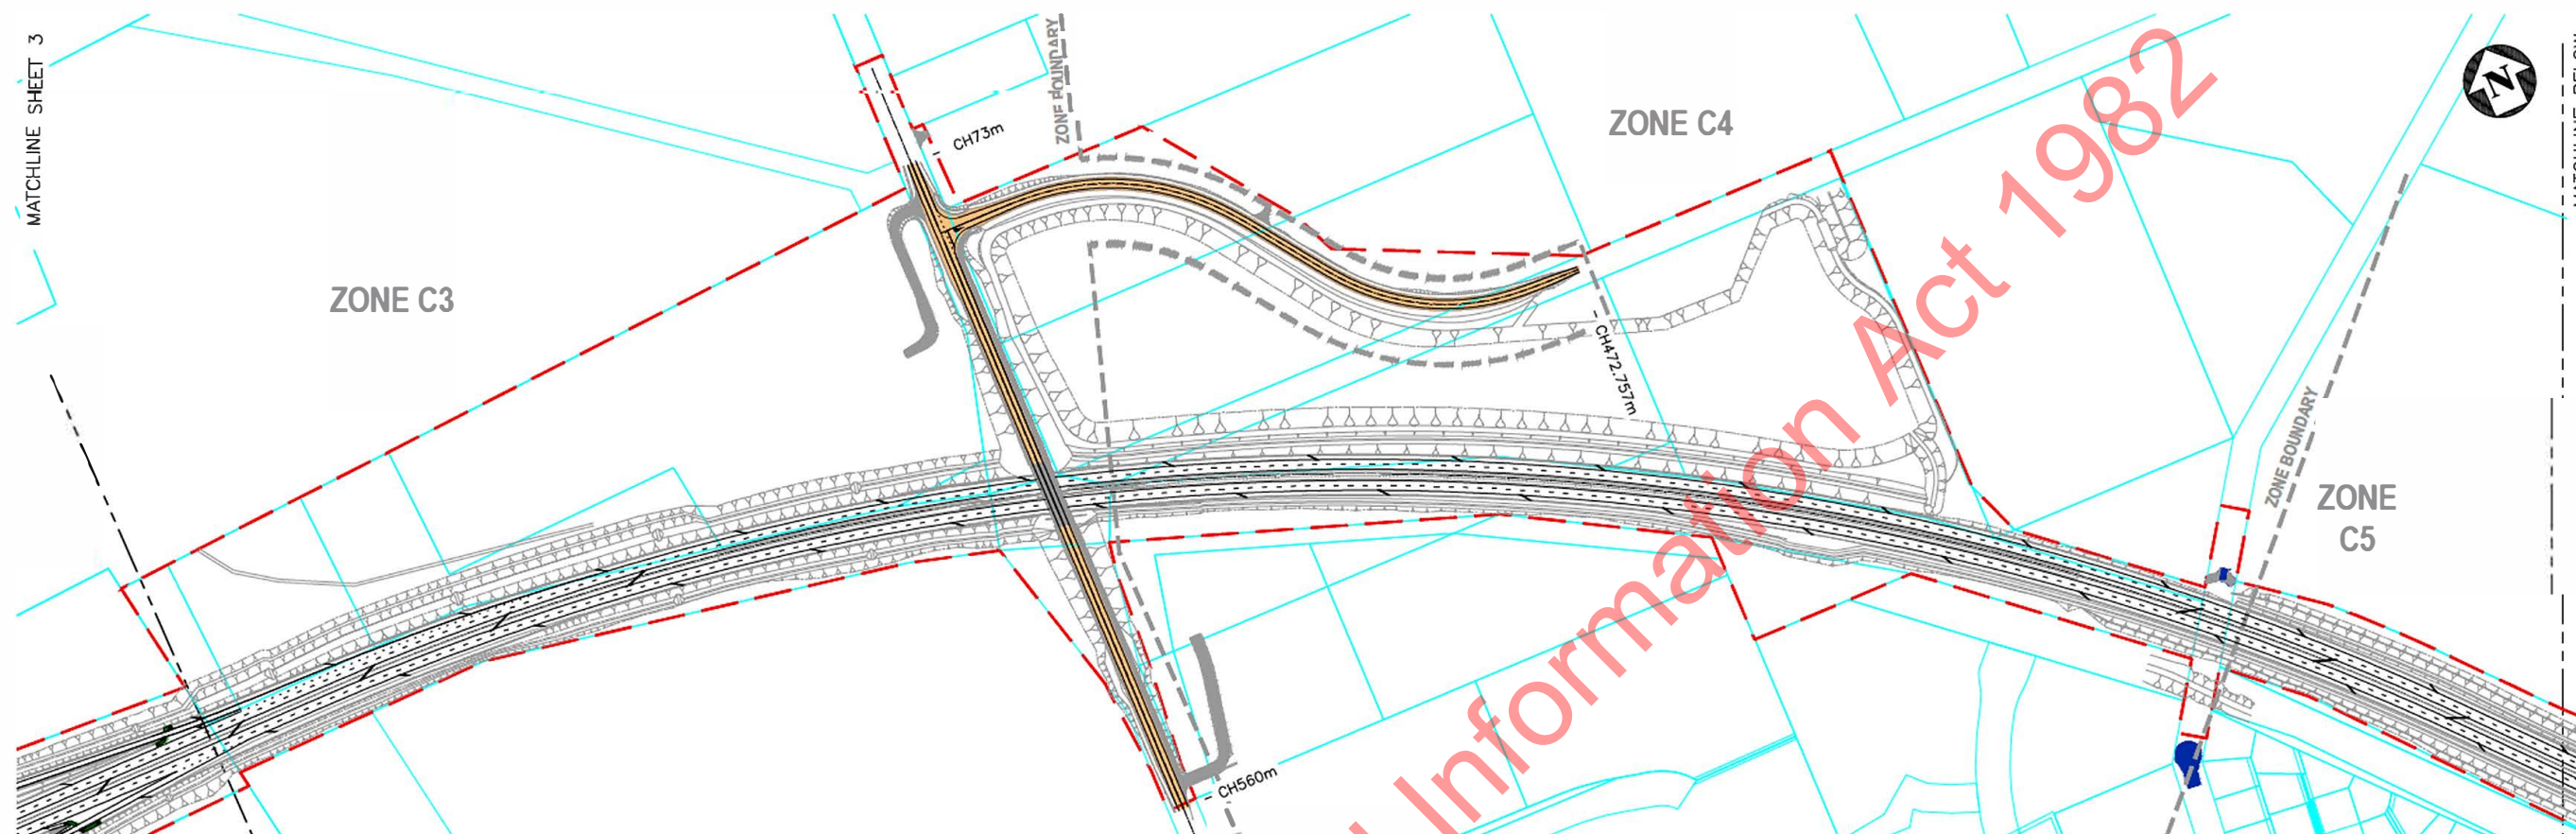 MATCHLINE SHEET 3
ZONE BOUNDARY
CH73m
ZONE C4
N
ZONE C3
CH472.757m
ZONE BOUNDARY
ZONE
C5
CH560m
Information Act 1982